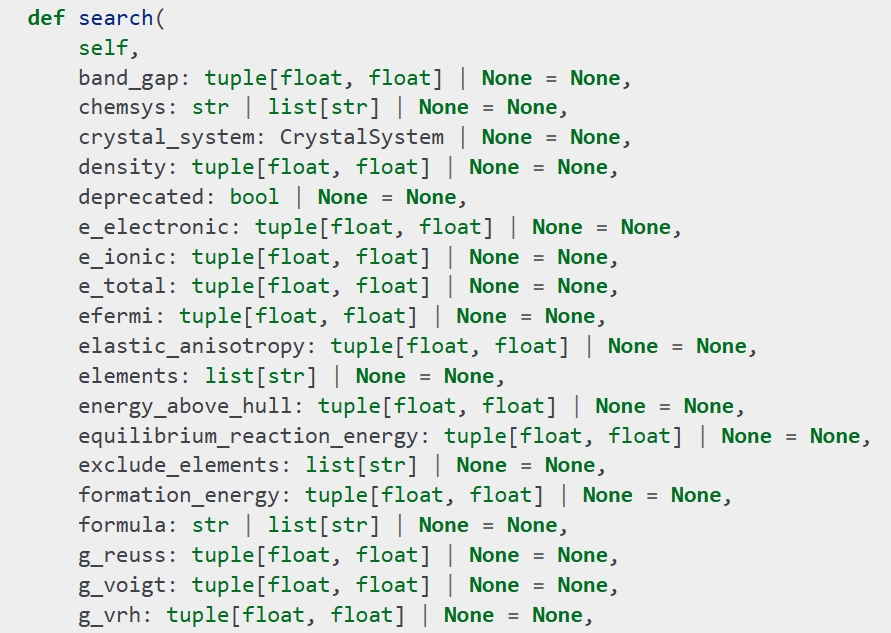 def search(
self,
band_gap: tuple[float, float] | None = None,
chemsys: str | list[str] | None = None,
crystal_system: CrystalSystem | None = None,
density: tuple[float, float] | None = None,
deprecated: bool | None = None,
e_electronic: tuple[float, float] | None = None,
e_ionic: tuple[float, float] | None = None,
e_total: tuple[float, float] | None = None,
efermi: tuple[float, float] | None = None,
elastic_anisotropy: tuple[float, float] | None = None,
elements: list[str] | None = None,
energy_above_hull: tuple[float, float] | None = None,
equilibrium_reaction_energy: tuple[float, float] | None = None,
exclude_elements: list[str] | None = None,
formation_energy: tuple[float, float] | None = None,
formula: str | list[str] | None = None,
g_reuss: tuple[float, float] | None = None,
g_voigt: tuple[float, float] | None = None,
g_vrh: tuple[float, float] | None = None,